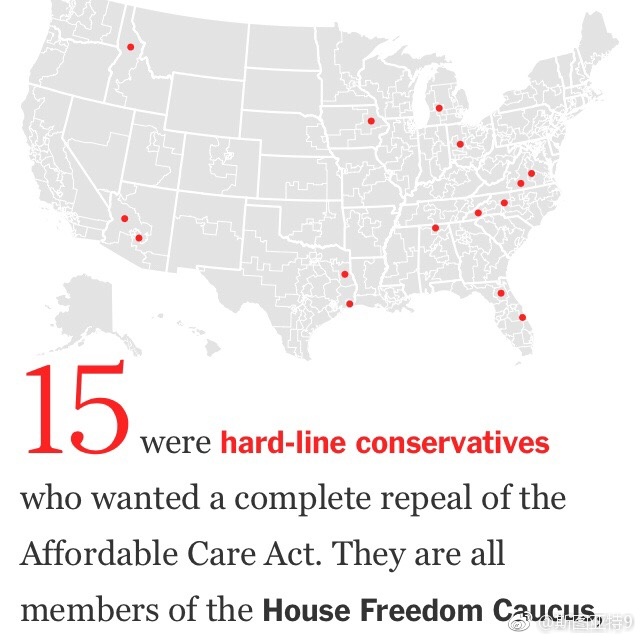 15 were hard-line conservatives
who wanted a complete repeal of the
Affordable Care Act. They are all
members of the House Freedom Caucus